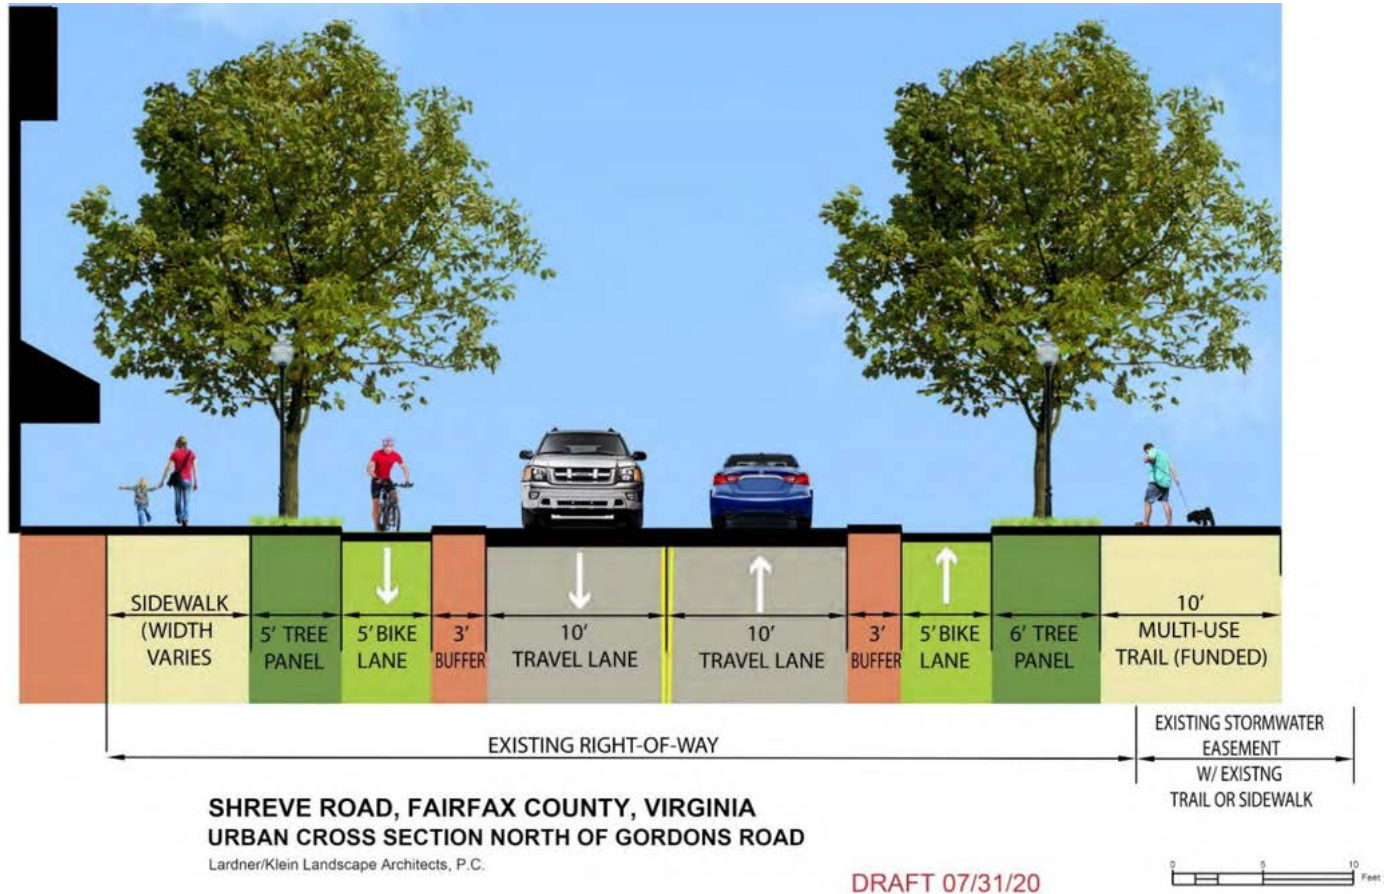 SIDEWALK
(WIDTH
VARIES
5' TREE
PANEL
5' BIKE
LANE
3'
BUFFER
10'
TRAVEL LANE
10'
TRAVEL LANE
3'
BUFFER
5' BIKE
LANE
6' TREE
PANEL
10'
MULTI-USE
TRAIL (FUNDED)
EXISTING RIGHT-OF-WAY
EXISTING STORMWATER
EASEMENT
W/ EXISTNG
TRAIL OR SIDEWALK
SHREVE ROAD, FAIRFAX COUNTY, VIRGINIA
URBAN CROSS SECTION NORTH OF GORDONS ROAD
Lardner/Klein Landscape Architects, P.C.
DRAFT 07/31/20
0 5 10
Feet